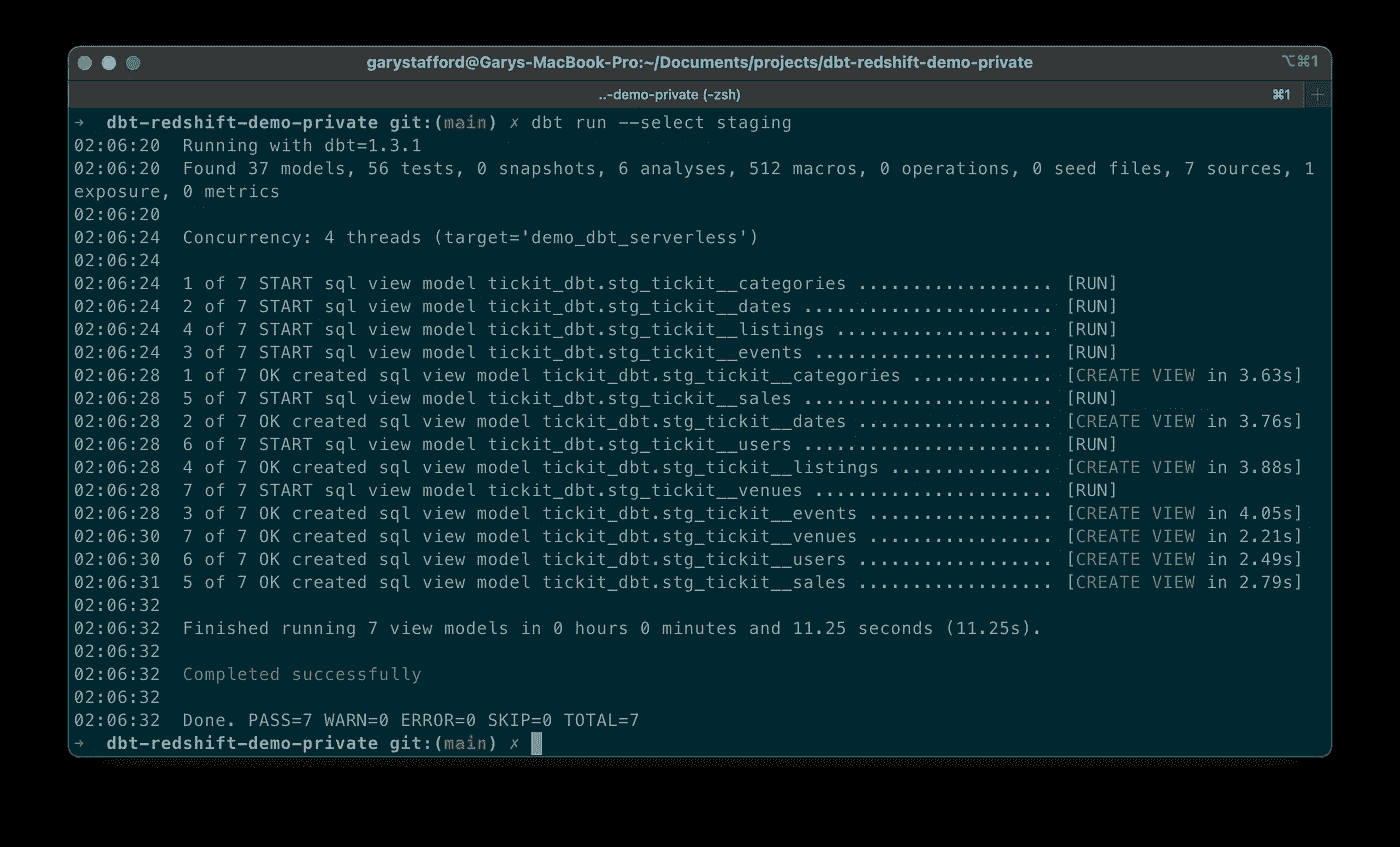 garystafford@Garys-MacBook-Pro:~/Documents/projects/dbt-redshift-demo-private ⌥⌘1
..-demo-private (-zsh) ⌘1 +
→ dbt-redshift-demo-private git:(main) ✗ dbt run --select staging
02:06:20 Running with dbt=1.3.1
02:06:20 Found 37 models, 56 tests, 0 snapshots, 6 analyses, 512 macros, 0 operations, 0 seed files, 7 sources, 1
exposure, 0 metrics
02:06:20
02:06:24 Concurrency: 4 threads (target='demo_dbt_serverless')
02:06:24
02:06:24 1 of 7 START sql view model tickit_dbt.stg_tickit__categories .................. [RUN]
02:06:24 2 of 7 START sql view model tickit_dbt.stg_tickit__dates ....................... [RUN]
02:06:24 4 of 7 START sql view model tickit_dbt.stg_tickit__listings .................... [RUN]
02:06:24 3 of 7 START sql view model tickit_dbt.stg_tickit__events ...................... [RUN]
02:06:28 1 of 7 OK created sql view model tickit_dbt.stg_tickit__categories ............. [CREATE VIEW in 3.63s]
02:06:28 5 of 7 START sql view model tickit_dbt.stg_tickit__sales ....................... [RUN]
02:06:28 2 of 7 OK created sql view model tickit_dbt.stg_tickit__dates .................. [CREATE VIEW in 3.76s]
02:06:28 6 of 7 START sql view model tickit_dbt.stg_tickit__users ....................... [RUN]
02:06:28 4 of 7 OK created sql view model tickit_dbt.stg_tickit__listings ............... [CREATE VIEW in 3.88s]
02:06:28 7 of 7 START sql view model tickit_dbt.stg_tickit__venues ...................... [RUN]
02:06:28 3 of 7 OK created sql view model tickit_dbt.stg_tickit__events ................. [CREATE VIEW in 4.05s]
02:06:30 7 of 7 OK created sql view model tickit_dbt.stg_tickit__venues ................. [CREATE VIEW in 2.21s]
02:06:30 6 of 7 OK created sql view model tickit_dbt.stg_tickit__users .................. [CREATE VIEW in 2.49s]
02:06:31 5 of 7 OK created sql view model tickit_dbt.stg_tickit__sales .................. [CREATE VIEW in 2.79s]
02:06:32
02:06:32 Finished running 7 view models in 0 hours 0 minutes and 11.25 seconds (11.25s).
02:06:32
02:06:32 Completed successfully
02:06:32
02:06:32 Done. PASS=7 WARN=0 ERROR=0 SKIP=0 TOTAL=7
→ dbt-redshift-demo-private git:(main) ✗